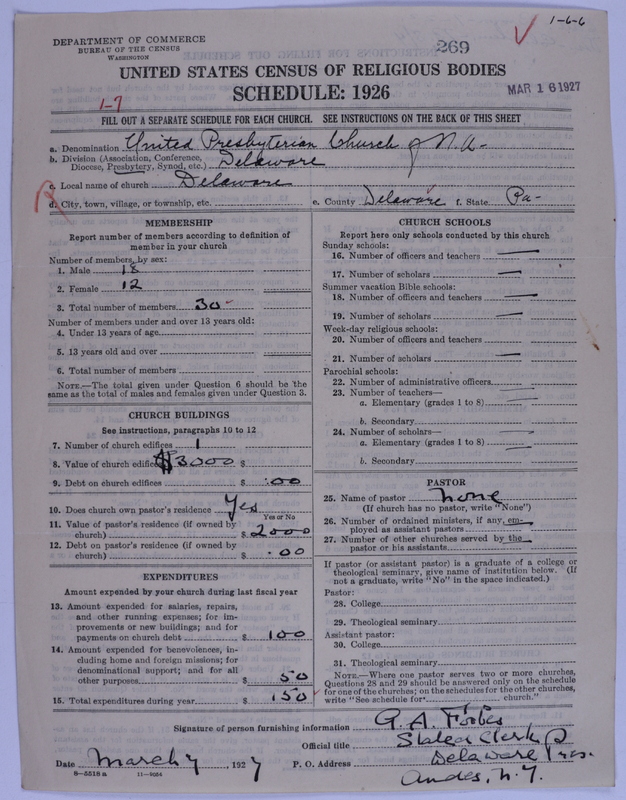 1-6-6
DEPARTMENT OF COMMERCE
BUREAU OF THE CENSUS
WASHINGTON
269
UNITED STATES CENSUS OF RELIGIOUS BODIES
SCHEDULE: 1926
MAR 16 1927
1-7
FILL OUT A SEPARATE SCHEDULE FOR EACH CHURCH. SEE INSTRUCTIONS ON THE BACK OF THIS SHEET
a. Denomination United Presbyterian Church of N. A.
b. Division (Association, Conference,
Diocese, Presbytery, Synod, etc.) Delaware
c. Local name of church Delaware
d. City, town, village, or township, etc. e. County Delaware f. State Pa-
MEMBERSHIP
Report number of members according to definition of
member in your church
Number of members, by sex:
1. Male 18
2. Female 12
3. Total number of members 30
Number of members under and over 13 years old:
4. Under 13 years of age
5. 13 years old and over
6. Total number of members
NOTE.—The total given under Question 6 should be the
same as the total of males and females given under Question 3.
CHURCH BUILDINGS
See instructions, paragraphs 10 to 12
7. Number of church edifices 1
8. Value of church edifices $3000 $
9. Debt on church edifices $ .00
10. Does church own pastor's residence Yes
Yes or No
11. Value of pastor's residence (if owned by
church) $ 2000
12. Debt on pastor's residence (if owned by
church) $ .00
EXPENDITURES
Amount expended by your church during last fiscal year
13. Amount expended for salaries, repairs,
and other running expenses; for im-
provements or new buildings; and for
payments on church debt $ 100
14. Amount expended for benevolences, in-
cluding home and foreign missions; for
denominational support; and for all
other purposes $ 50
15. Total expenditures during year $ 150
CHURCH SCHOOLS
Report here only schools conducted by this church
Sunday schools:
16. Number of officers and teachers —
17. Number of scholars —
Summer vacation Bible schools:
18. Number of officers and teachers —
19. Number of scholars —
Week-day religious schools:
20. Number of officers and teachers —
21. Number of scholars —
Parochial schools:
22. Number of administrative officers
23. Number of teachers—
a. Elementary (grades 1 to 8) —
b. Secondary
24. Number of scholars—
a. Elementary (grades 1 to 8) —
b. Secondary
PASTOR
25. Name of pastor none
(If church has no pastor, write "None")
26. Number of ordained ministers, if any, em-
ployed as assistant pastors —
27. Number of other churches served by the
pastor or his assistants —
If pastor (or assistant pastor) is a graduate of a college or
theological seminary, give name of institution below. (If
not a graduate, write "No" in the space indicated.)
Pastor:
28. College
29. Theological seminary
Assistant pastor:
30. College
31. Theological seminary
NOTE.—Where one pastor serves two or more churches,
Questions 28 and 29 should be answered only on the schedule
for one of the churches; on the schedules for the other churches,
write "See schedule for church."
Signature of person furnishing information G. A. Forbes
Official title Stated Clerk
Delaware Pres.
Date March 7, 1927 P. O. Address Andes, N. Y.
8-5518 a 11-9054